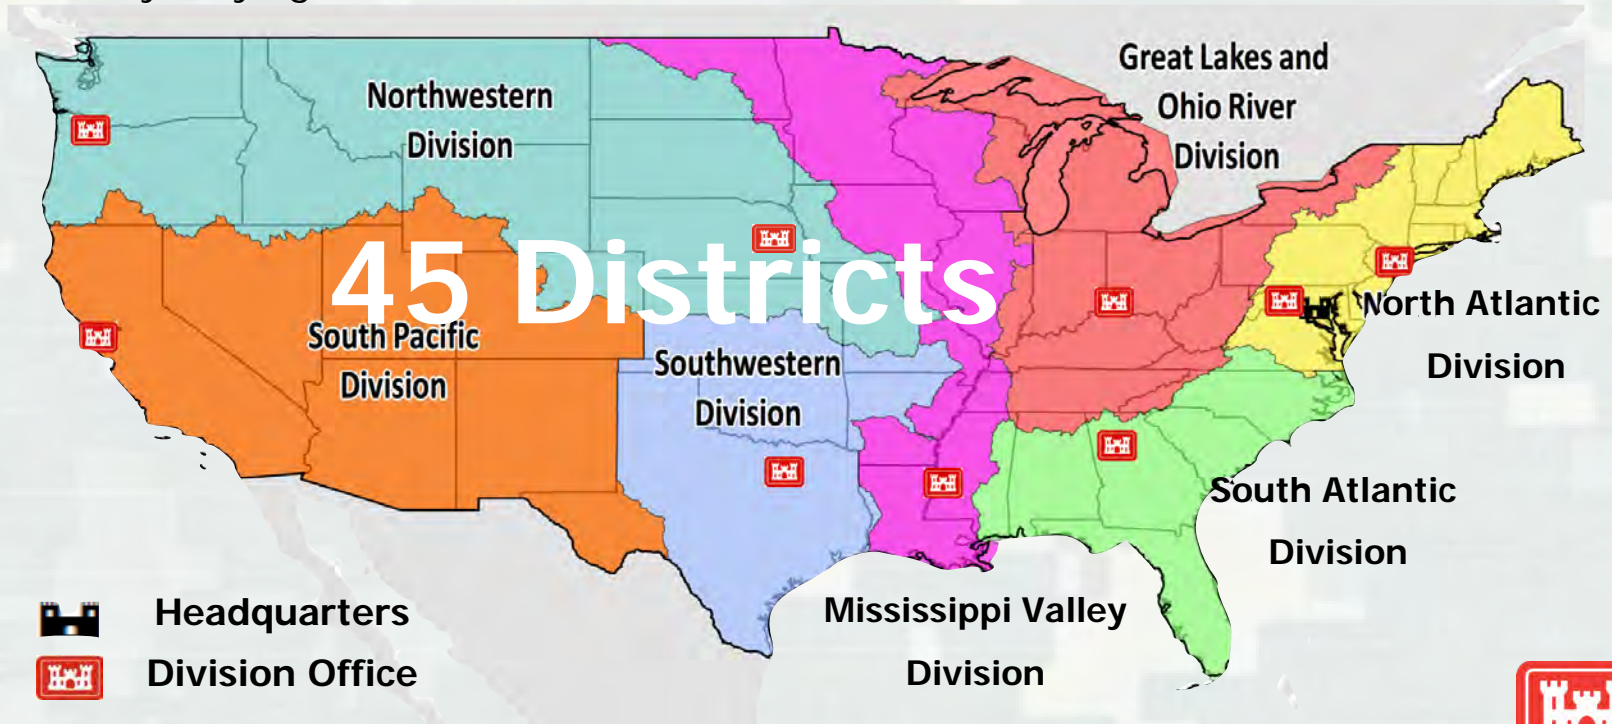 Great Lakes and
Ohio River
Division
Northwestern
Division
45 Districts
North Atlantic
Division
South Pacific
Division
Southwestern
Division
South Atlantic
Division
Mississippi Valley
Division
Headquarters
Division Office